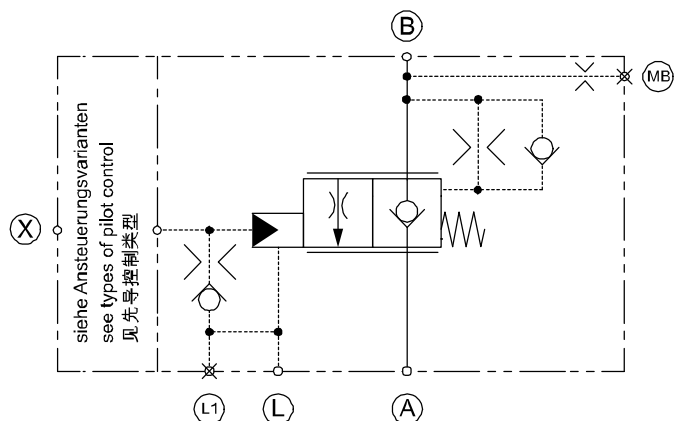 B
MB
siehe Ansteuerungsvarianten
see types of pilot control
见先导控制类型
X
L1
L
A